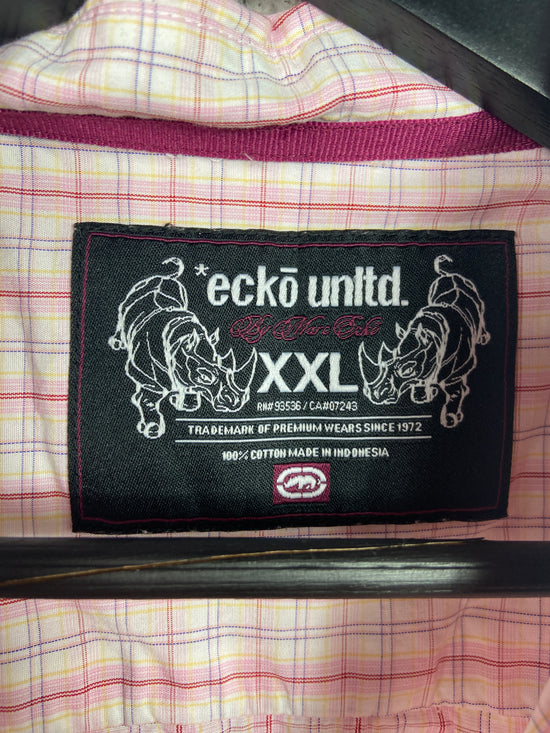 *eckō unltd.
By Marc Ecko
XXL
RN# 93536 / CA#07243
TRADEMARK OF PREMIUM WEARS SINCE 1972
100% COTTON MADE IN INDONESIA